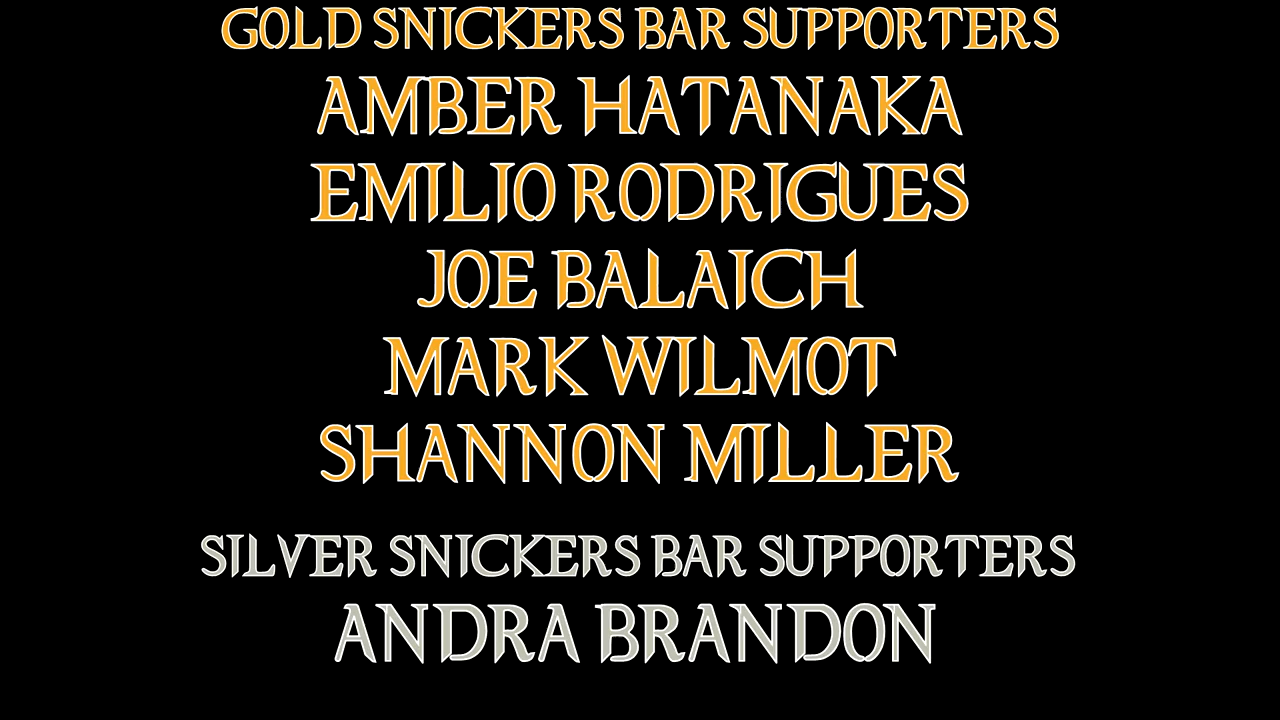 GOLD SNICKERS BAR SUPPORTERS
AMBER HATANAKA
EMILIO RODRIGUES
JOE BALAICH
MARK WILMOT
SHANNON MILLER
SILVER SNICKERS BAR SUPPORTERS
ANDRA BRANDON